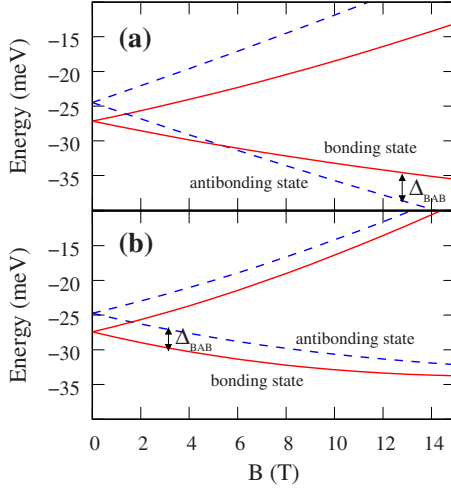 (a)
Energy (meV)
−15
−20
−25
−30
−35
bonding state
antibonding state
Δ_BAB
(b)
Energy (meV)
−15
−20
−25
−30
−35
Δ_BAB
antibonding state
bonding state
0 2 4 6 8 10 12 14
B (T)